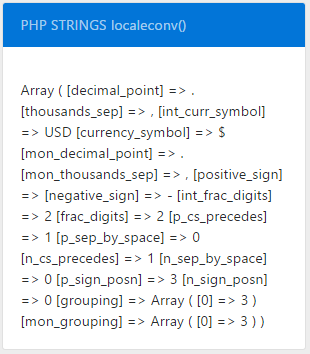 PHP STRINGS localeconv()
Array ( [decimal_point] => .
[thousands_sep] => , [int_curr_symbol]
=> USD [currency_symbol] => $
[mon_decimal_point] => .
[mon_thousands_sep] => , [positive_sign]
=> [negative_sign] => - [int_frac_digits]
=> 2 [frac_digits] => 2 [p_cs_precedes]
=> 1 [p_sep_by_space] => 0
[n_cs_precedes] => 1 [n_sep_by_space]
=> 0 [p_sign_posn] => 3 [n_sign_posn]
=> 0 [grouping] => Array ( [0] => 3 )
[mon_grouping] => Array ( [0] => 3 ) )